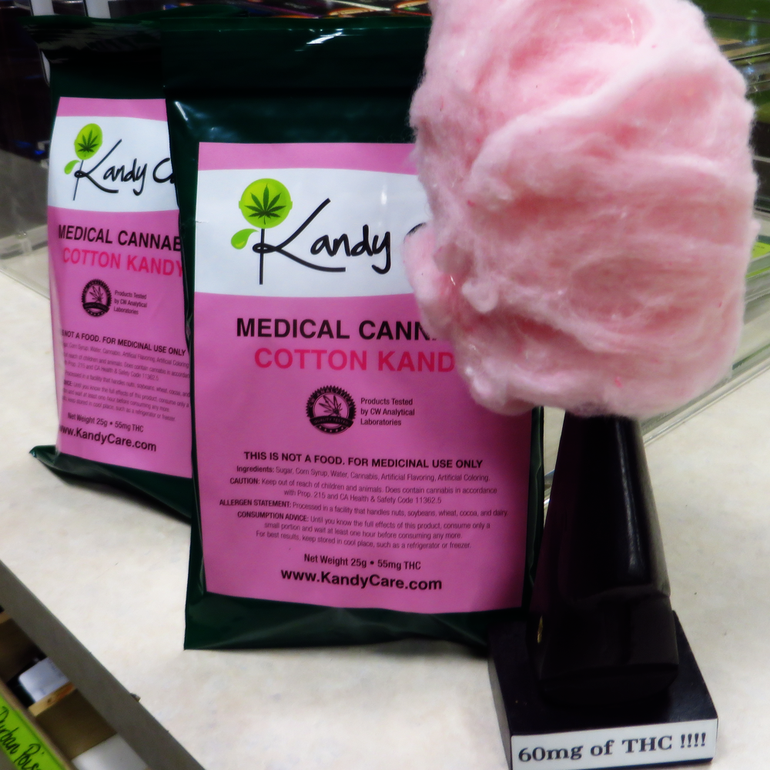 Kandy C
MEDICAL CANNAB
COTTON KANDY
Products Tested
by CW Analytical
Laboratories
NOT A FOOD. FOR MEDICINAL USE ONLY
Net Weight 25g • 55mg THC
www.KandyCare.com
Kandy C
MEDICAL CANN
COTTON KAND
Products Tested
by CW Analytical
Laboratories
THIS IS NOT A FOOD. FOR MEDICINAL USE ONLY
Ingredients: Sugar, Corn Syrup, Water, Cannabis, Artificial Flavoring, Artificial Coloring
CAUTION: Keep out of reach of children and animals. Does contain cannabis in accordance
with Prop. 215 and CA Health & Safety Code 11362.5
ALLERGEN STATEMENT: Processed in a facility that handles nuts, soybeans, wheat, cocoa, and dairy
CONSUMPTION ADVICE: Until you know the full effects of this product, consume only a
small portion and wait at least one hour before consuming any more.
For best results, keep stored in cool place, such as a refrigerator or freezer.
Net Weight 25g • 55mg THC
www.KandyCare.com
60mg of THC !!!!